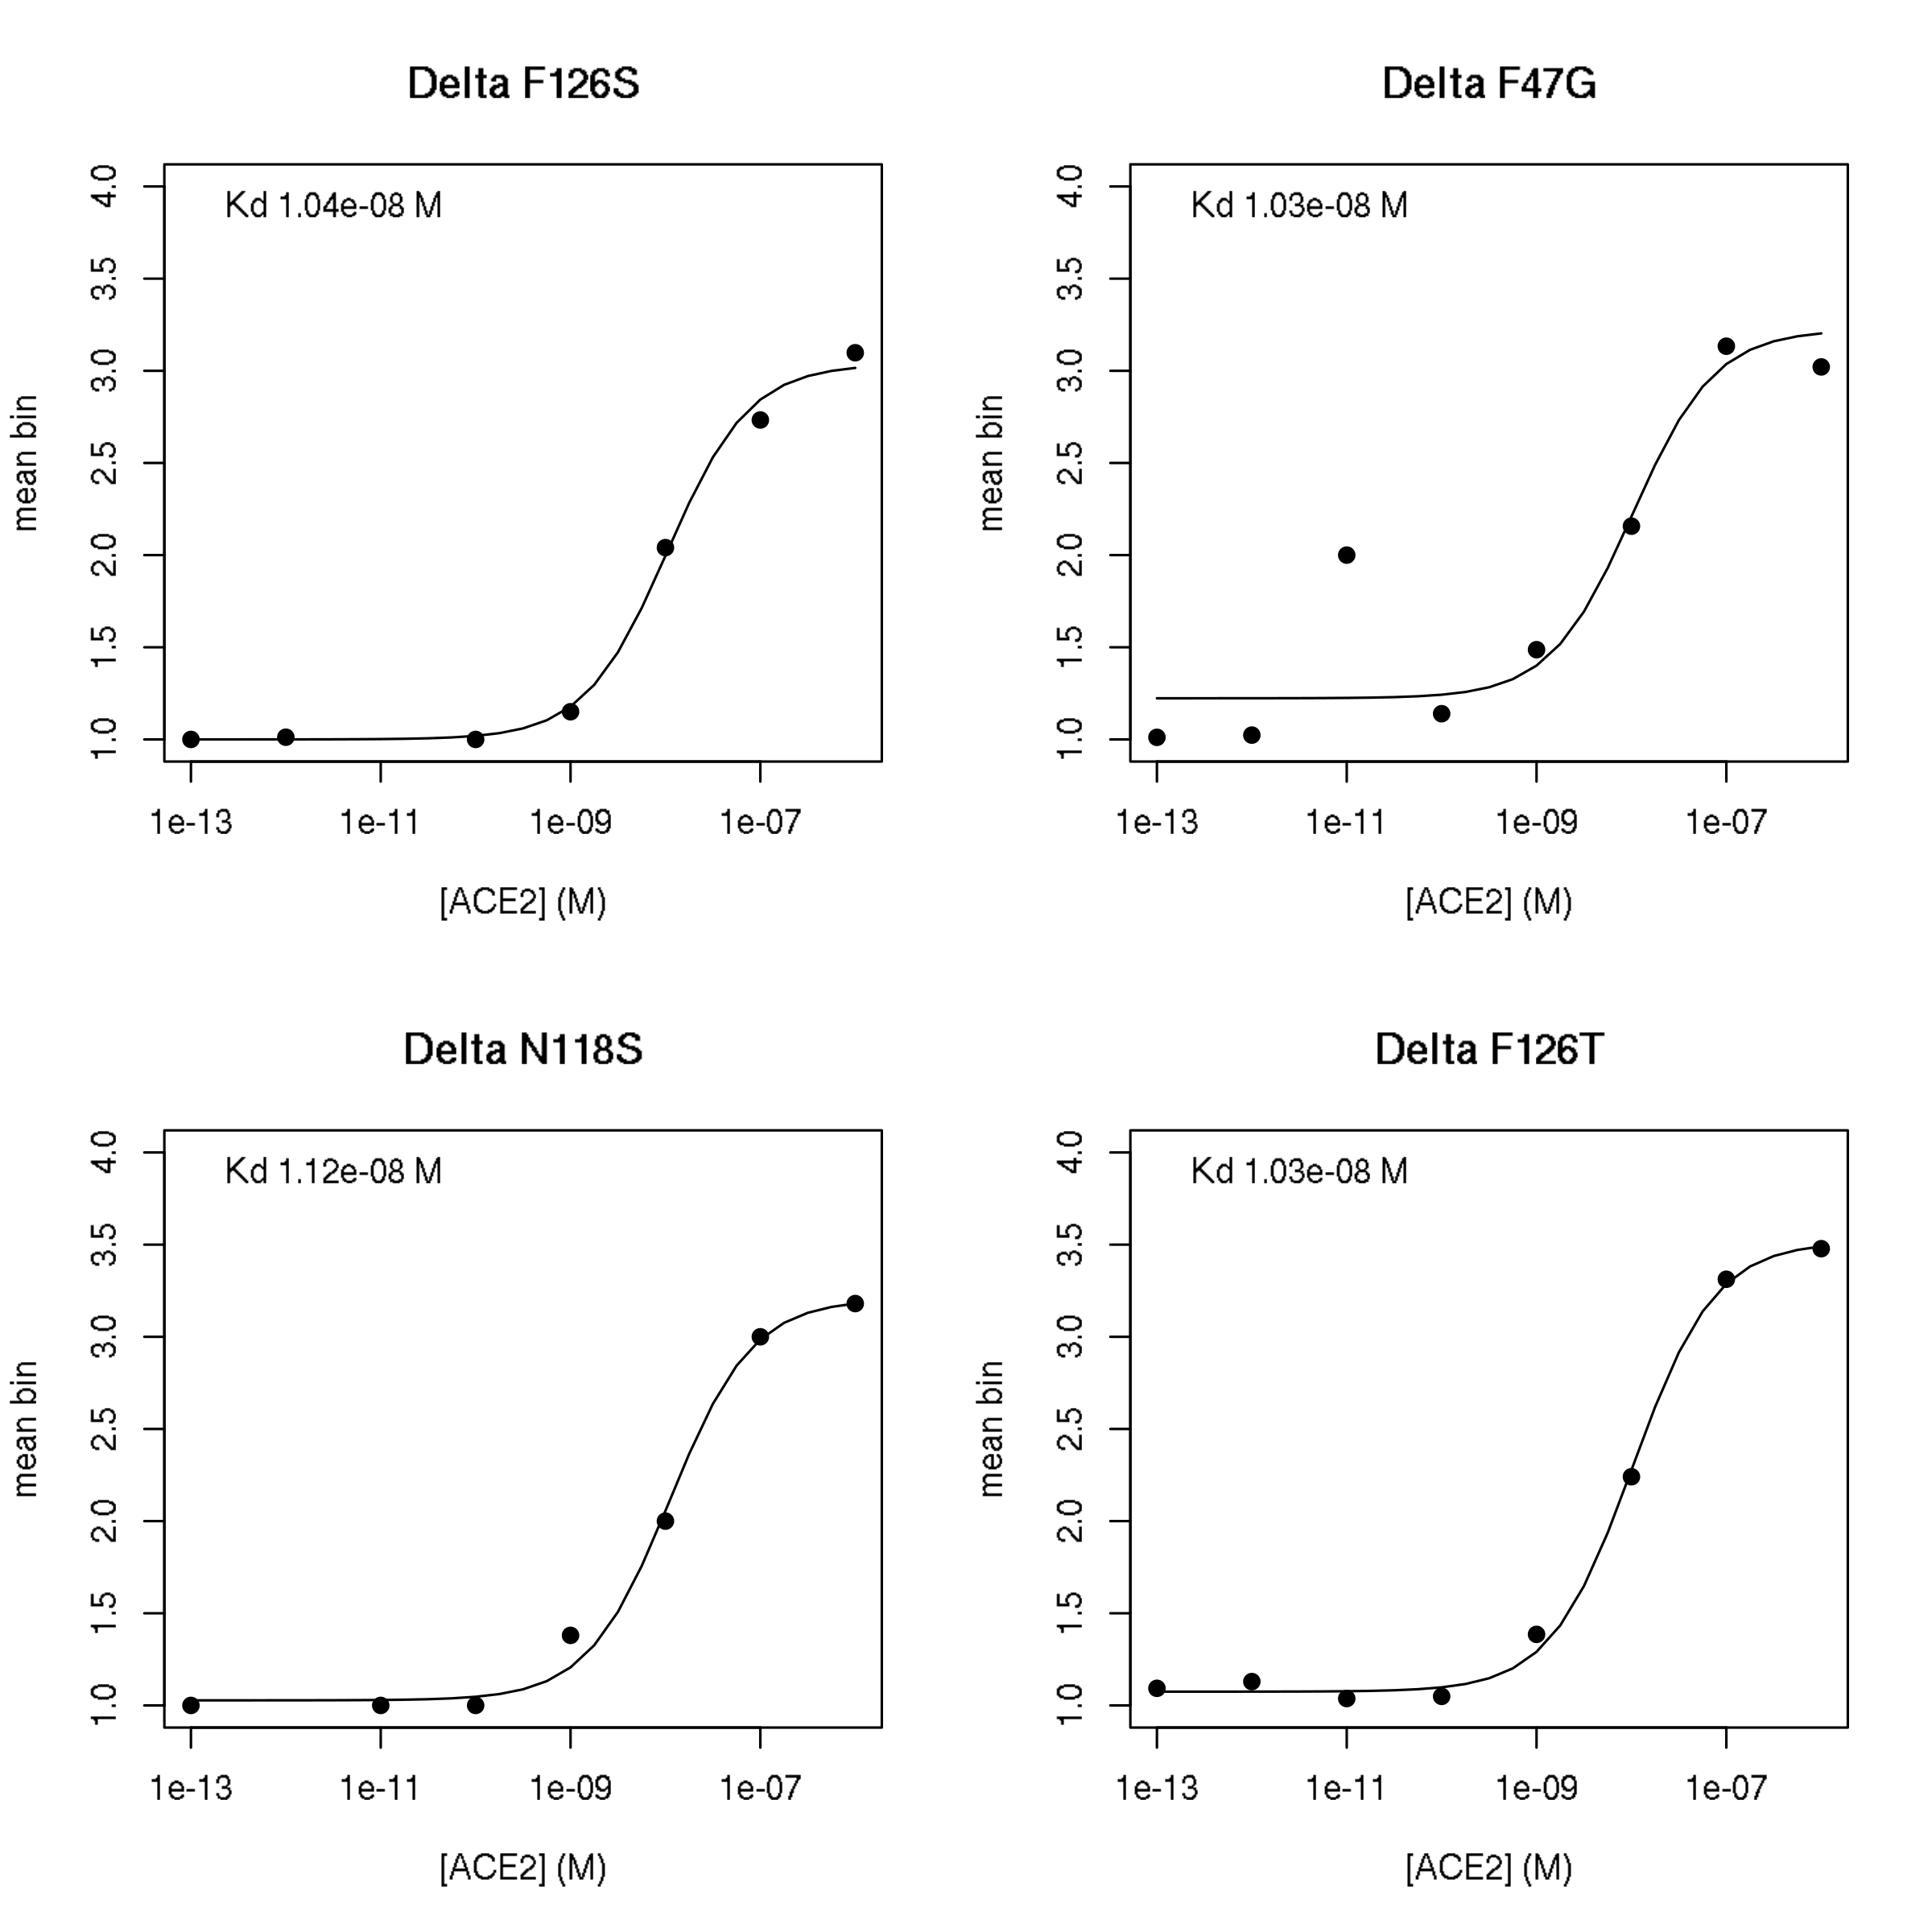 Delta F126S
Kd 1.04e-08 M
mean bin
4.0
3.5
3.0
2.5
2.0
1.5
1.0
1e-13 1e-11 1e-09 1e-07
[ACE2] (M)
Delta F47G
Kd 1.03e-08 M
mean bin
4.0
3.5
3.0
2.5
2.0
1.5
1.0
1e-13 1e-11 1e-09 1e-07
[ACE2] (M)
Delta N118S
Kd 1.12e-08 M
mean bin
4.0
3.5
3.0
2.5
2.0
1.5
1.0
1e-13 1e-11 1e-09 1e-07
[ACE2] (M)
Delta F126T
Kd 1.03e-08 M
mean bin
4.0
3.5
3.0
2.5
2.0
1.5
1.0
1e-13 1e-11 1e-09 1e-07
[ACE2] (M)